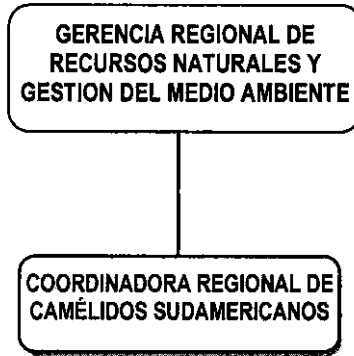 GERENCIA REGIONAL DE
RECURSOS NATURALES Y
GESTION DEL MEDIO AMBIENTE
COORDINADORA REGIONAL DE
CAMÉLIDOS SUDAMERICANOS